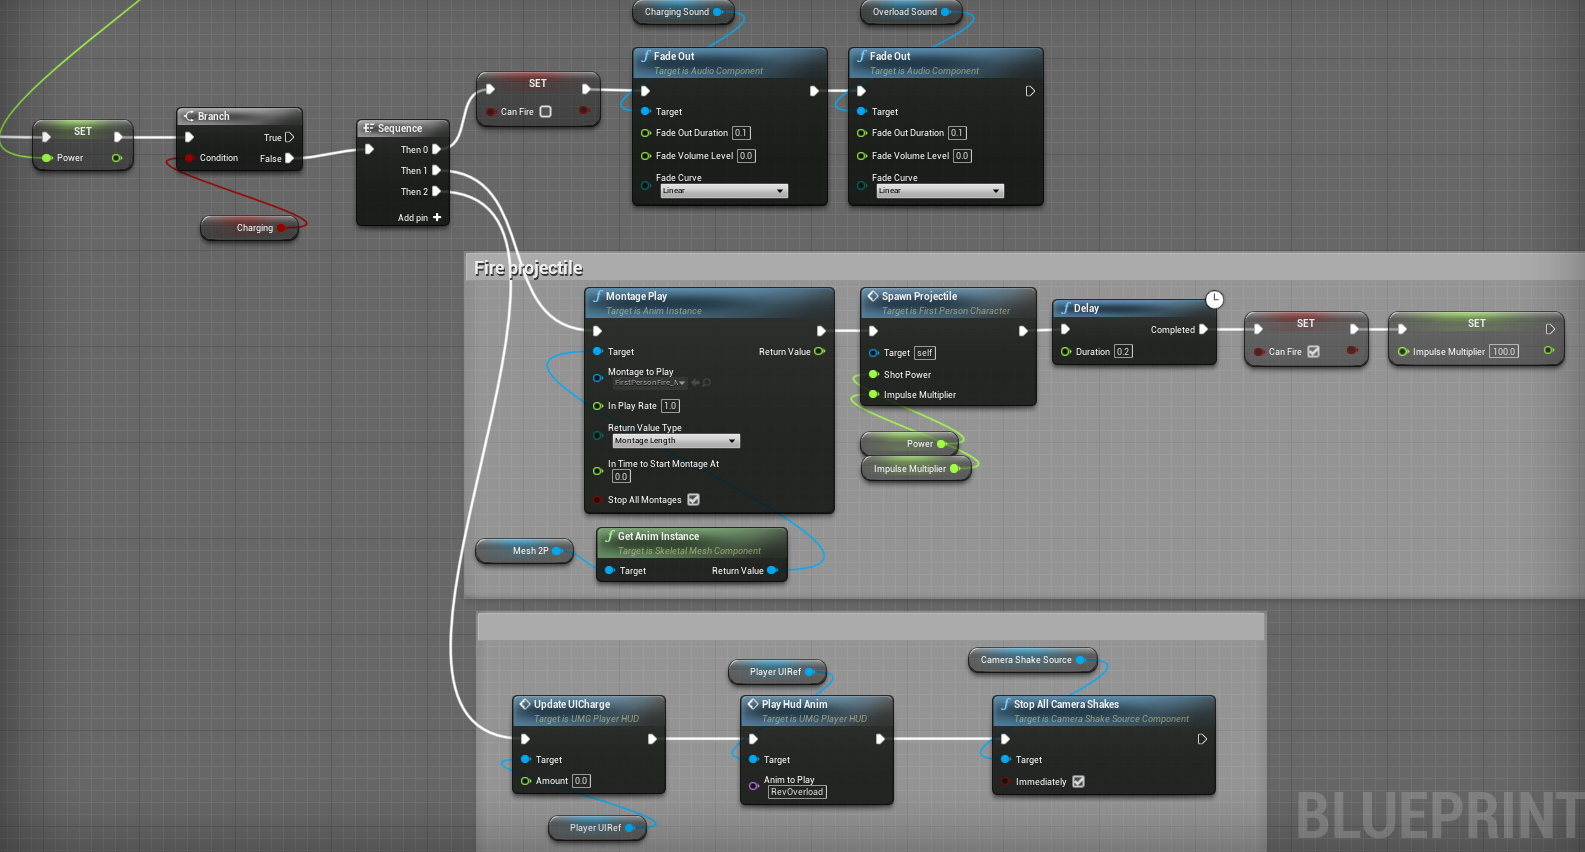 Charging Sound
Overload Sound
SET
Power
Branch
True
Condition
False
Charging
Sequence
Then 0
Then 1
Then 2
Add pin
SET
Can Fire
Fade Out
Target is Audio Component
Target
Fade Out Duration 0.1
Fade Volume Level 0.0
Fade Curve
Linear
Fade Out
Target is Audio Component
Target
Fade Out Duration 0.1
Fade Volume Level 0.0
Fade Curve
Linear
Fire projectile
Montage Play
Target is Anim Instance
Target
Return Value
Montage to Play
FirstPersonFire_M
In Play Rate 1.0
Return Value Type
Montage Length
In Time to Start Montage At
0.0
Stop All Montages
Spawn Projectile
Target is First Person Character
Target self
Shot Power
Impulse Multiplier
Power
Impulse Multiplier
Delay
Completed
Duration 0.2
SET
Can Fire
SET
Impulse Multiplier 100.0
Mesh 2P
Get Anim Instance
Target is Skeletal Mesh Component
Target
Return Value
Player UIRef
Camera Shake Source
Update UICharge
Target is UMG Player HUD
Target
Amount 0.0
Player UIRef
Play Hud Anim
Target is UMG Player HUD
Target
Anim to Play
RevOverload
Stop All Camera Shakes
Target is Camera Shake Source Component
Target
Immediately
BLUEPRINT